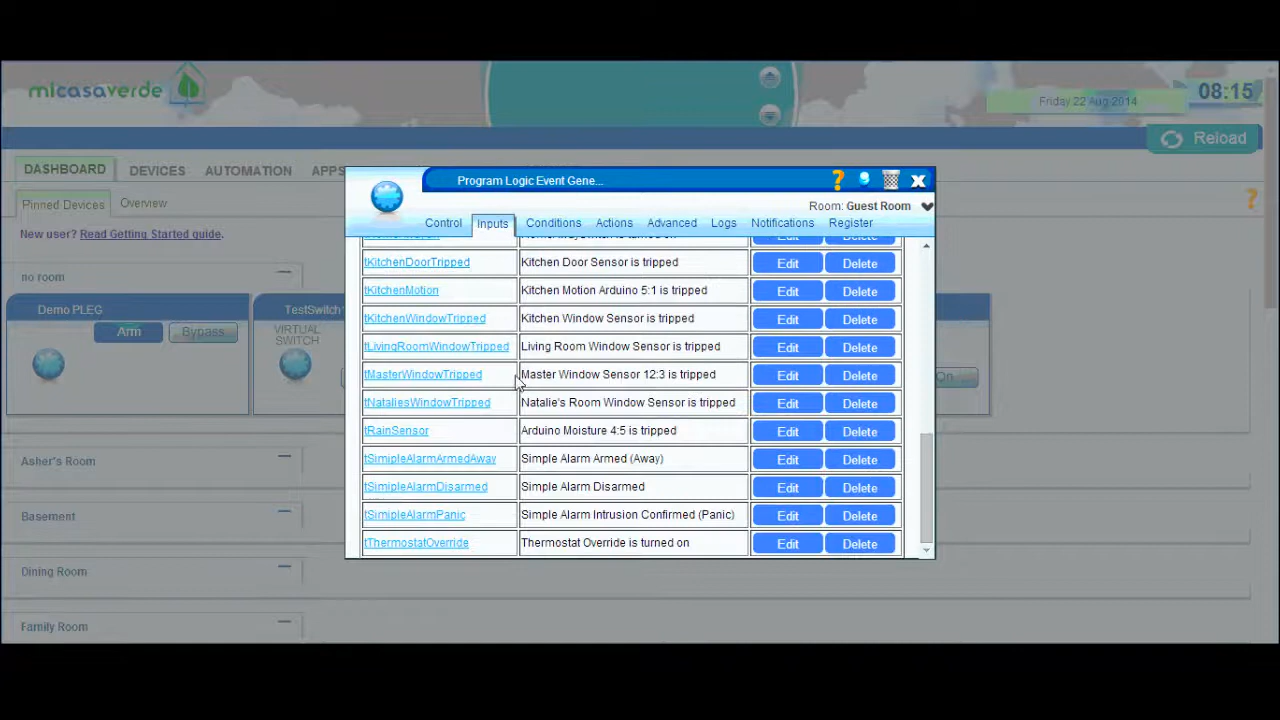 micasaverde
Friday 22 Aug 2014
08:15
Reload
DASHBOARD
DEVICES
AUTOMATION
APPS
Pinned Devices
Overview
New user? Read Getting Started guide.
no room
Demo PLEG
Arm
Bypass
TestSwitch
VIRTUAL
SWITCH
On
Asher's Room
Basement
Dining Room
Family Room
Program Logic Event Gene...
Room: Guest Room
Control Inputs Conditions Actions Advanced Logs Notifications Register
Edit Delete
tKitchenDoorTripped Kitchen Door Sensor is tripped Edit Delete
tKitchenMotion Kitchen Motion Arduino 5:1 is tripped Edit Delete
tKitchenWindowTripped Kitchen Window Sensor is tripped Edit Delete
tLivingRoomWindowTripped Living Room Window Sensor is tripped Edit Delete
tMasterWindowTripped Master Window Sensor 12:3 is tripped Edit Delete
tNataliesWindowTripped Natalie's Room Window Sensor is tripped Edit Delete
tRainSensor Arduino Moisture 4:5 is tripped Edit Delete
tSimipleAlarmArmedAway Simple Alarm Armed (Away) Edit Delete
tSimipleAlarmDisarmed Simple Alarm Disarmed Edit Delete
tSimipleAlarmPanic Simple Alarm Intrusion Confirmed (Panic) Edit Delete
tThermostatOverride Thermostat Override is turned on Edit Delete